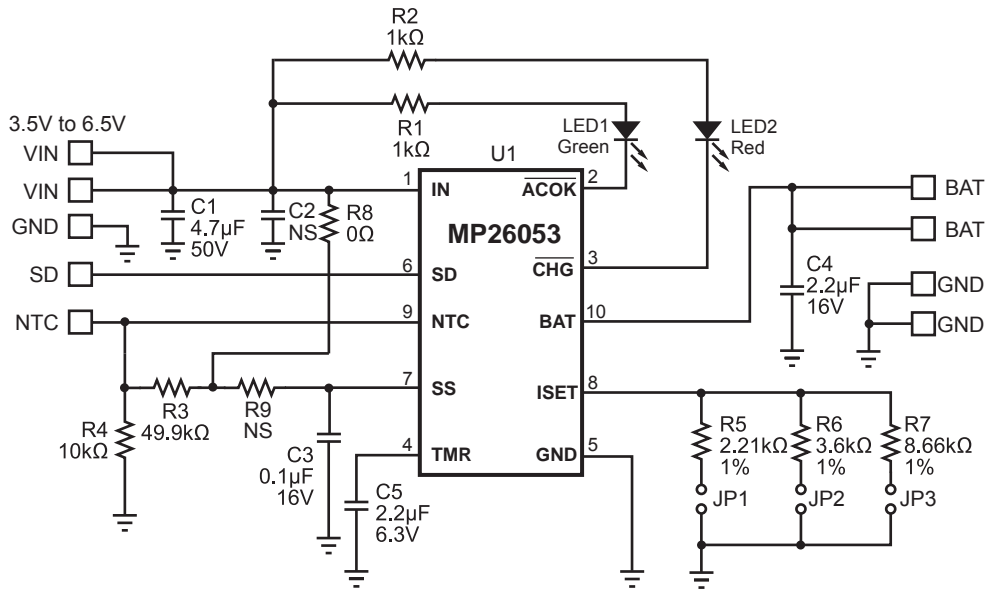 R2
1kΩ
R1
1kΩ
3.5V to 6.5V
VIN
VIN
GND
SD
NTC
C1
4.7µF
50V
C2
NS
R8
0Ω
LED1
Green
LED2
Red
U1
MP26053
1
IN
6
SD
9
NTC
7
SS
4
TMR
2
ACOK
3
CHG
10
BAT
8
ISET
5
GND
BAT
BAT
GND
GND
C4
2.2µF
16V
R3
49.9kΩ
R9
NS
R4
10kΩ
C3
0.1µF
16V
C5
2.2µF
6.3V
R5
2.21kΩ
1%
JP1
R6
3.6kΩ
1%
JP2
R7
8.66kΩ
1%
JP3